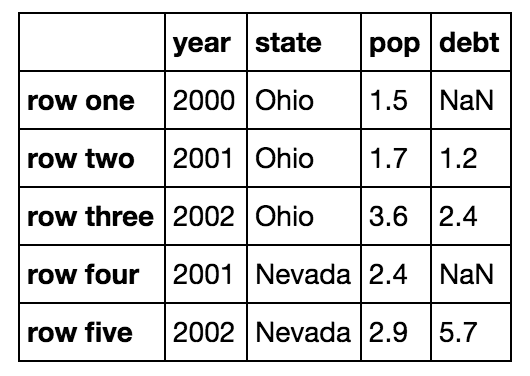 year state pop debt
row one 2000 Ohio 1.5 NaN
row two 2001 Ohio 1.7 1.2
row three 2002 Ohio 3.6 2.4
row four 2001 Nevada 2.4 NaN
row five 2002 Nevada 2.9 5.7